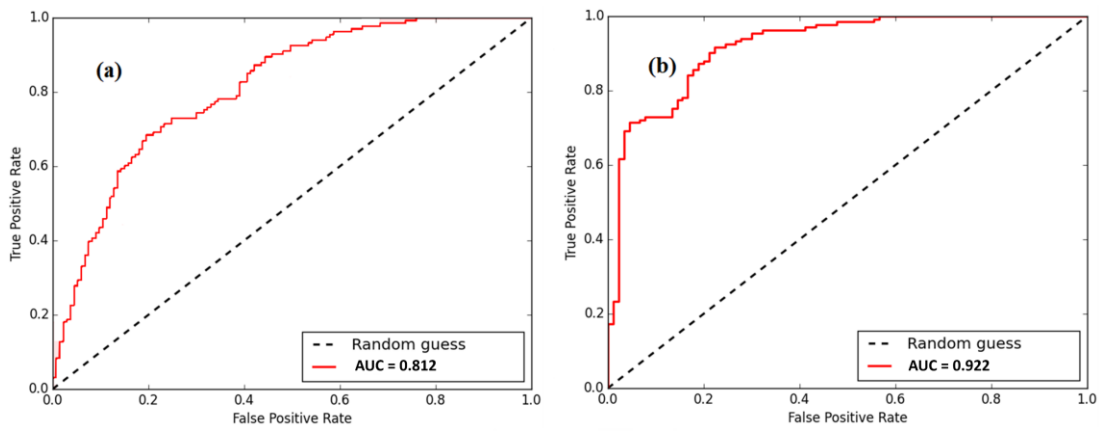 (a)
True Positive Rate
1.0
0.8
0.6
0.4
0.2
0.0
0.0 0.2 0.4 0.6 0.8 1.0
False Positive Rate
Random guess
AUC = 0.812
(b)
True Positive Rate
1.0
0.8
0.6
0.4
0.2
0.0
0.0 0.2 0.4 0.6 0.8 1.0
False Positive Rate
Random guess
AUC = 0.922